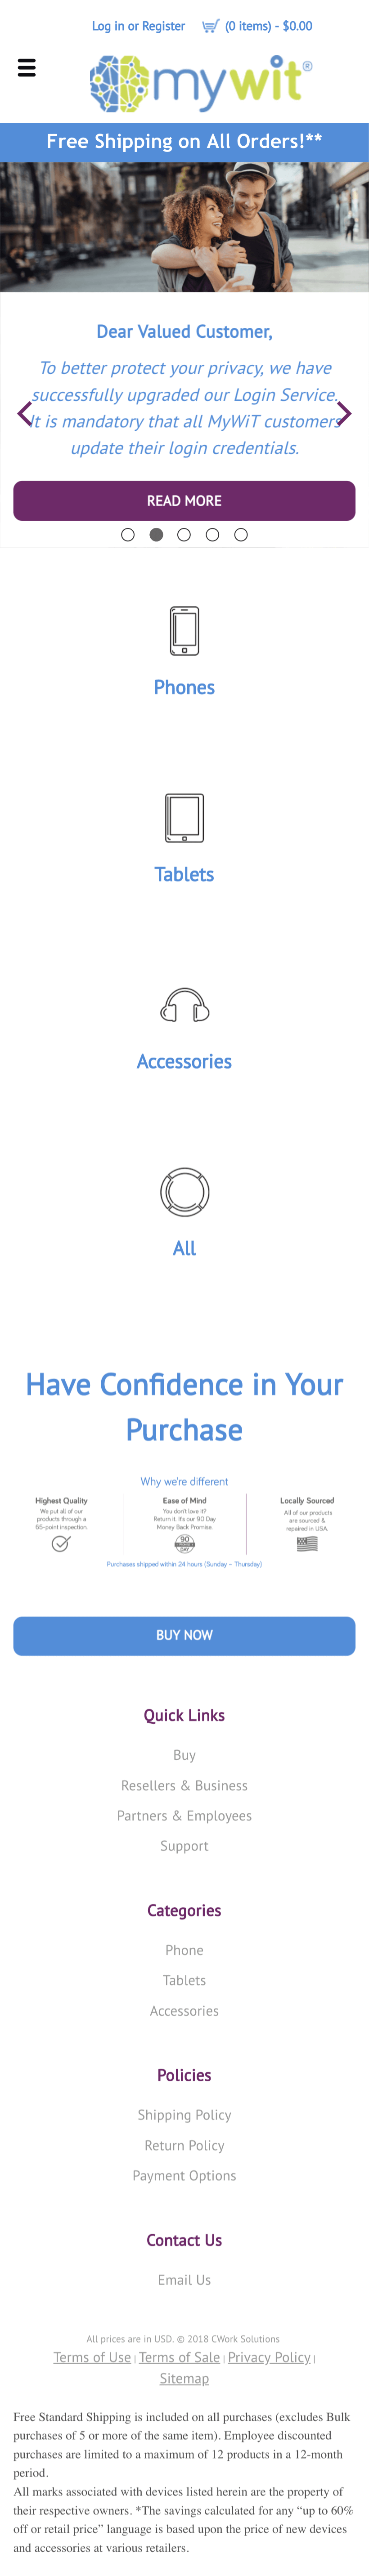 Log in or Register (0 items) - $0.00
mywit®
Free Shipping on All Orders!**
Dear Valued Customer,
To better protect your privacy, we have
successfully upgraded our Login Service.
It is mandatory that all MyWiT customers
update their login credentials.
READ MORE
Phones
Tablets
Accessories
All
Have Confidence in Your
Purchase
Why we're different
Highest Quality
We put all of our
products through a
65-point inspection.
Ease of Mind
You don't love it?
Return it. It's our 90 Day
Money Back Promise.
90
Locally Sourced
All of our products
are sourced &
repaired in USA.
Purchases shipped within 24 hours (Sunday – Thursday)
BUY NOW
Quick Links
Buy
Resellers & Business
Partners & Employees
Support
Categories
Phone
Tablets
Accessories
Policies
Shipping Policy
Return Policy
Payment Options
Contact Us
Email Us
All prices are in USD. © 2018 CWork Solutions
Terms of Use | Terms of Sale | Privacy Policy |
Sitemap
Free Standard Shipping is included on all purchases (excludes Bulk
purchases of 5 or more of the same item). Employee discounted
purchases are limited to a maximum of 12 products in a 12-month
period.
All marks associated with devices listed herein are the property of
their respective owners. *The savings calculated for any “up to 60%
off or retail price” language is based upon the price of new devices
and accessories at various retailers.